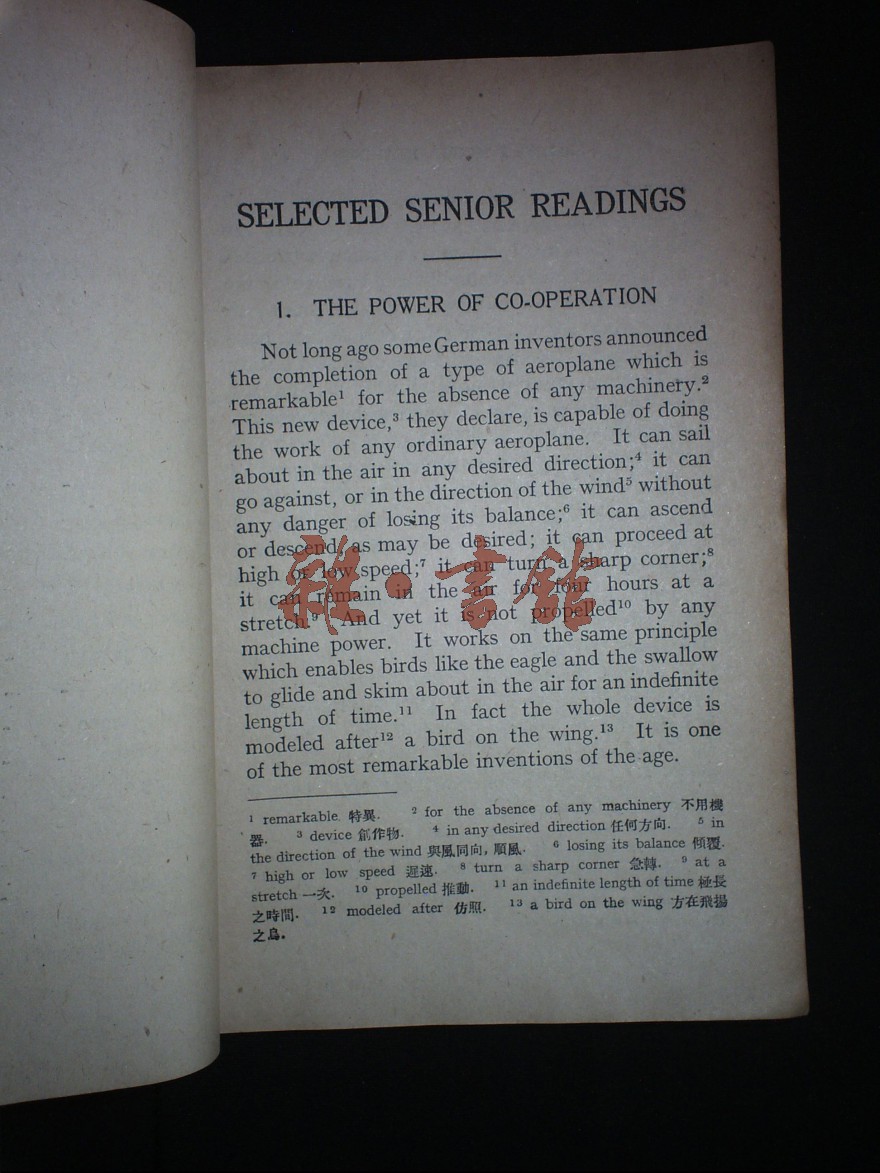 SELECTED SENIOR READINGS
1. THE POWER OF CO-OPERATION
Not long ago some German inventors announced
the completion of a type of aeroplane which is
remarkable¹ for the absence of any machinery.²
This new device,³ they declare, is capable of doing
the work of any ordinary aeroplane. It can sail
about in the air in any desired direction;⁴ it can
go against, or in the direction of the wind⁵ without
any danger of losing its balance;⁶ it can ascend
or descend, as may be desired; it can proceed at
high or low speed;⁷ it can turn a sharp corner;⁸
it can remain in the air for four hours at a
stretch.⁹ And yet it is not propelled¹⁰ by any
machine power. It works on the same principle
which enables birds like the eagle and the swallow
to glide and skim about in the air for an indefinite
length of time.¹¹ In fact the whole device is
modeled after¹² a bird on the wing.¹³ It is one
of the most remarkable inventions of the age.
¹ remarkable 特異. ² for the absence of any machinery 不用機
器. ³ device 創作物. ⁴ in any desired direction 任何方向. ⁵ in
the direction of the wind 與風同向, 順風. ⁶ losing its balance 傾覆.
⁷ high or low speed 遲速. ⁸ turn a sharp corner 急轉. ⁹ at a
stretch 一次. ¹⁰ propelled 推動. ¹¹ an indefinite length of time 極長
之時間. ¹² modeled after 仿照. ¹³ a bird on the wing 方在飛揚
之鳥.
雜·書館